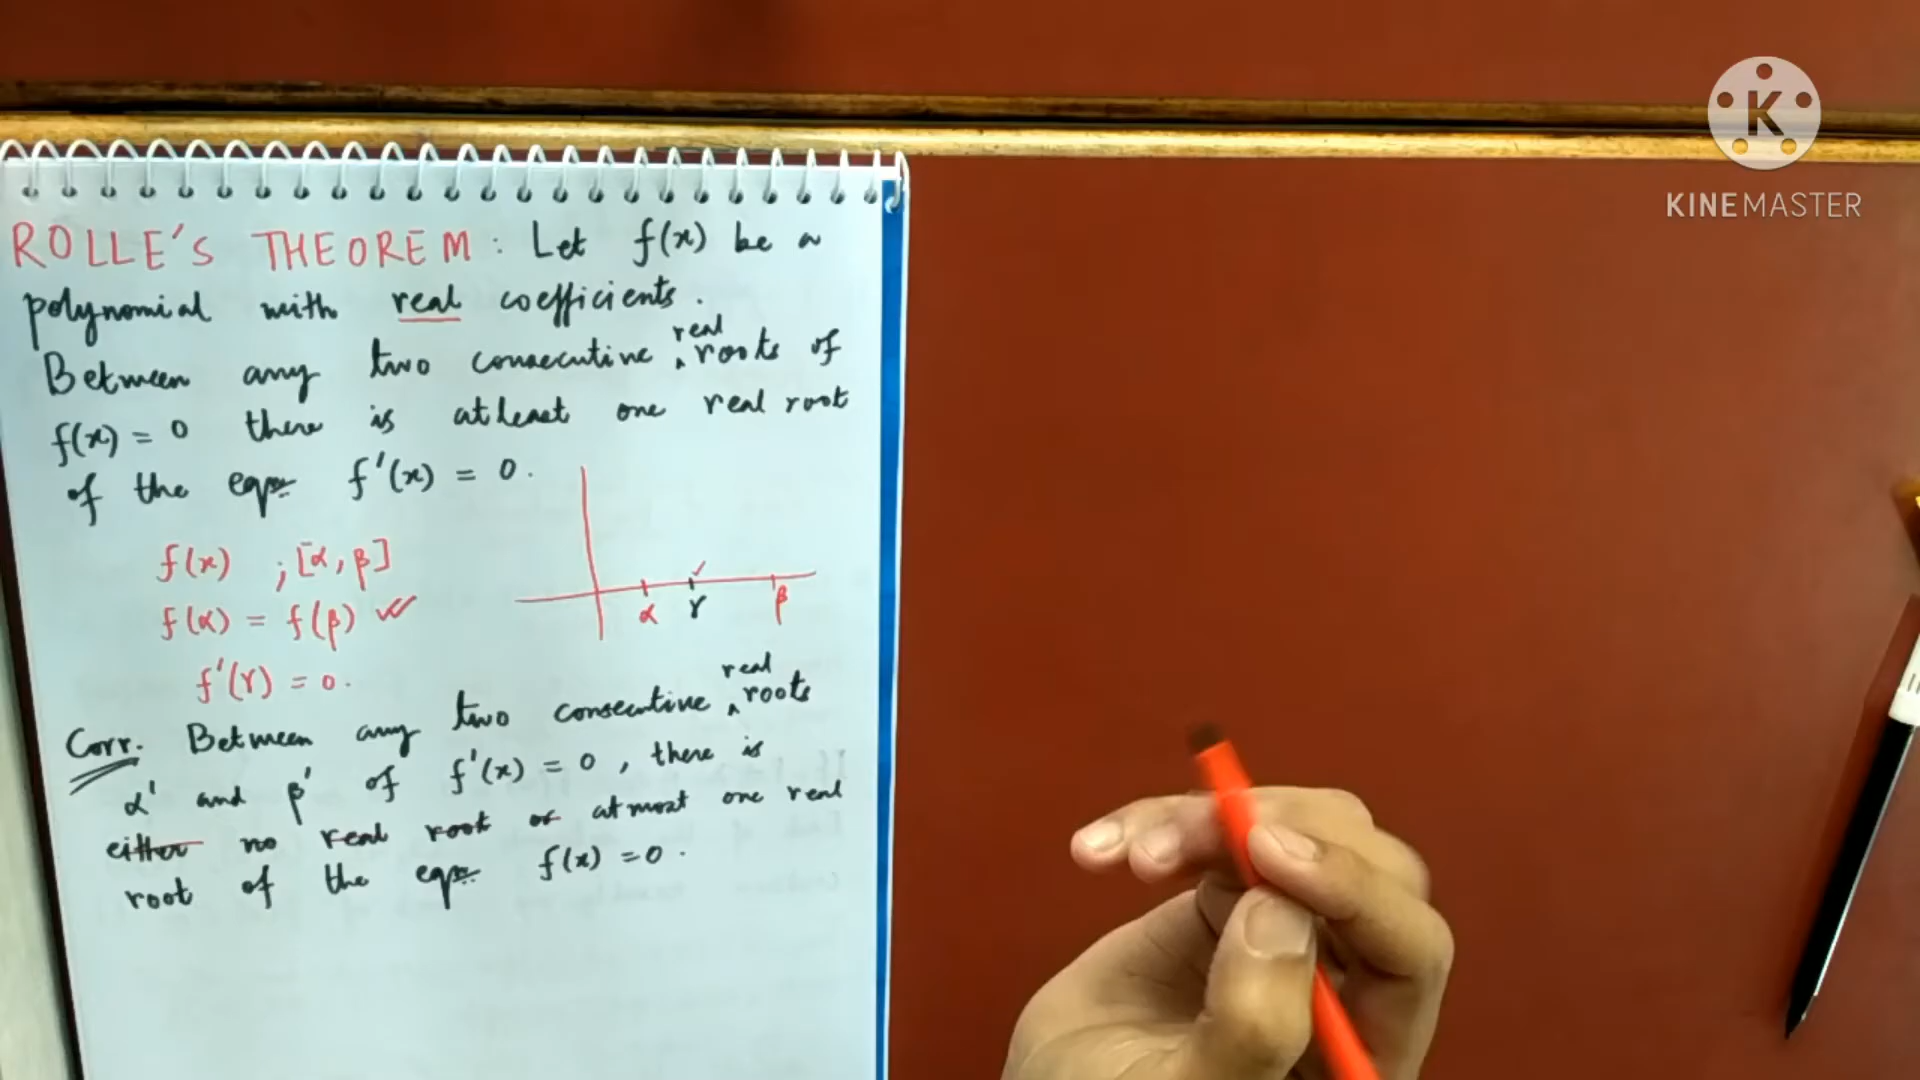 ROLLE'S THEOREM: Let f(x) be a
polynomial with real coefficients.
Between any two consecutive ‸real roots of
f(x) = 0 there is atleast one real root
of the eqn f'(x) = 0.
f(x) ; [α, β]
f(α) = f(β) ✓
f'(γ) = 0.
α γ β
Corr. Between any two consecutive ‸real roots
α' and β' of f'(x) = 0, there is
either no real root or atmost one real
root of the eqn f(x) = 0.
K
KINEMASTER